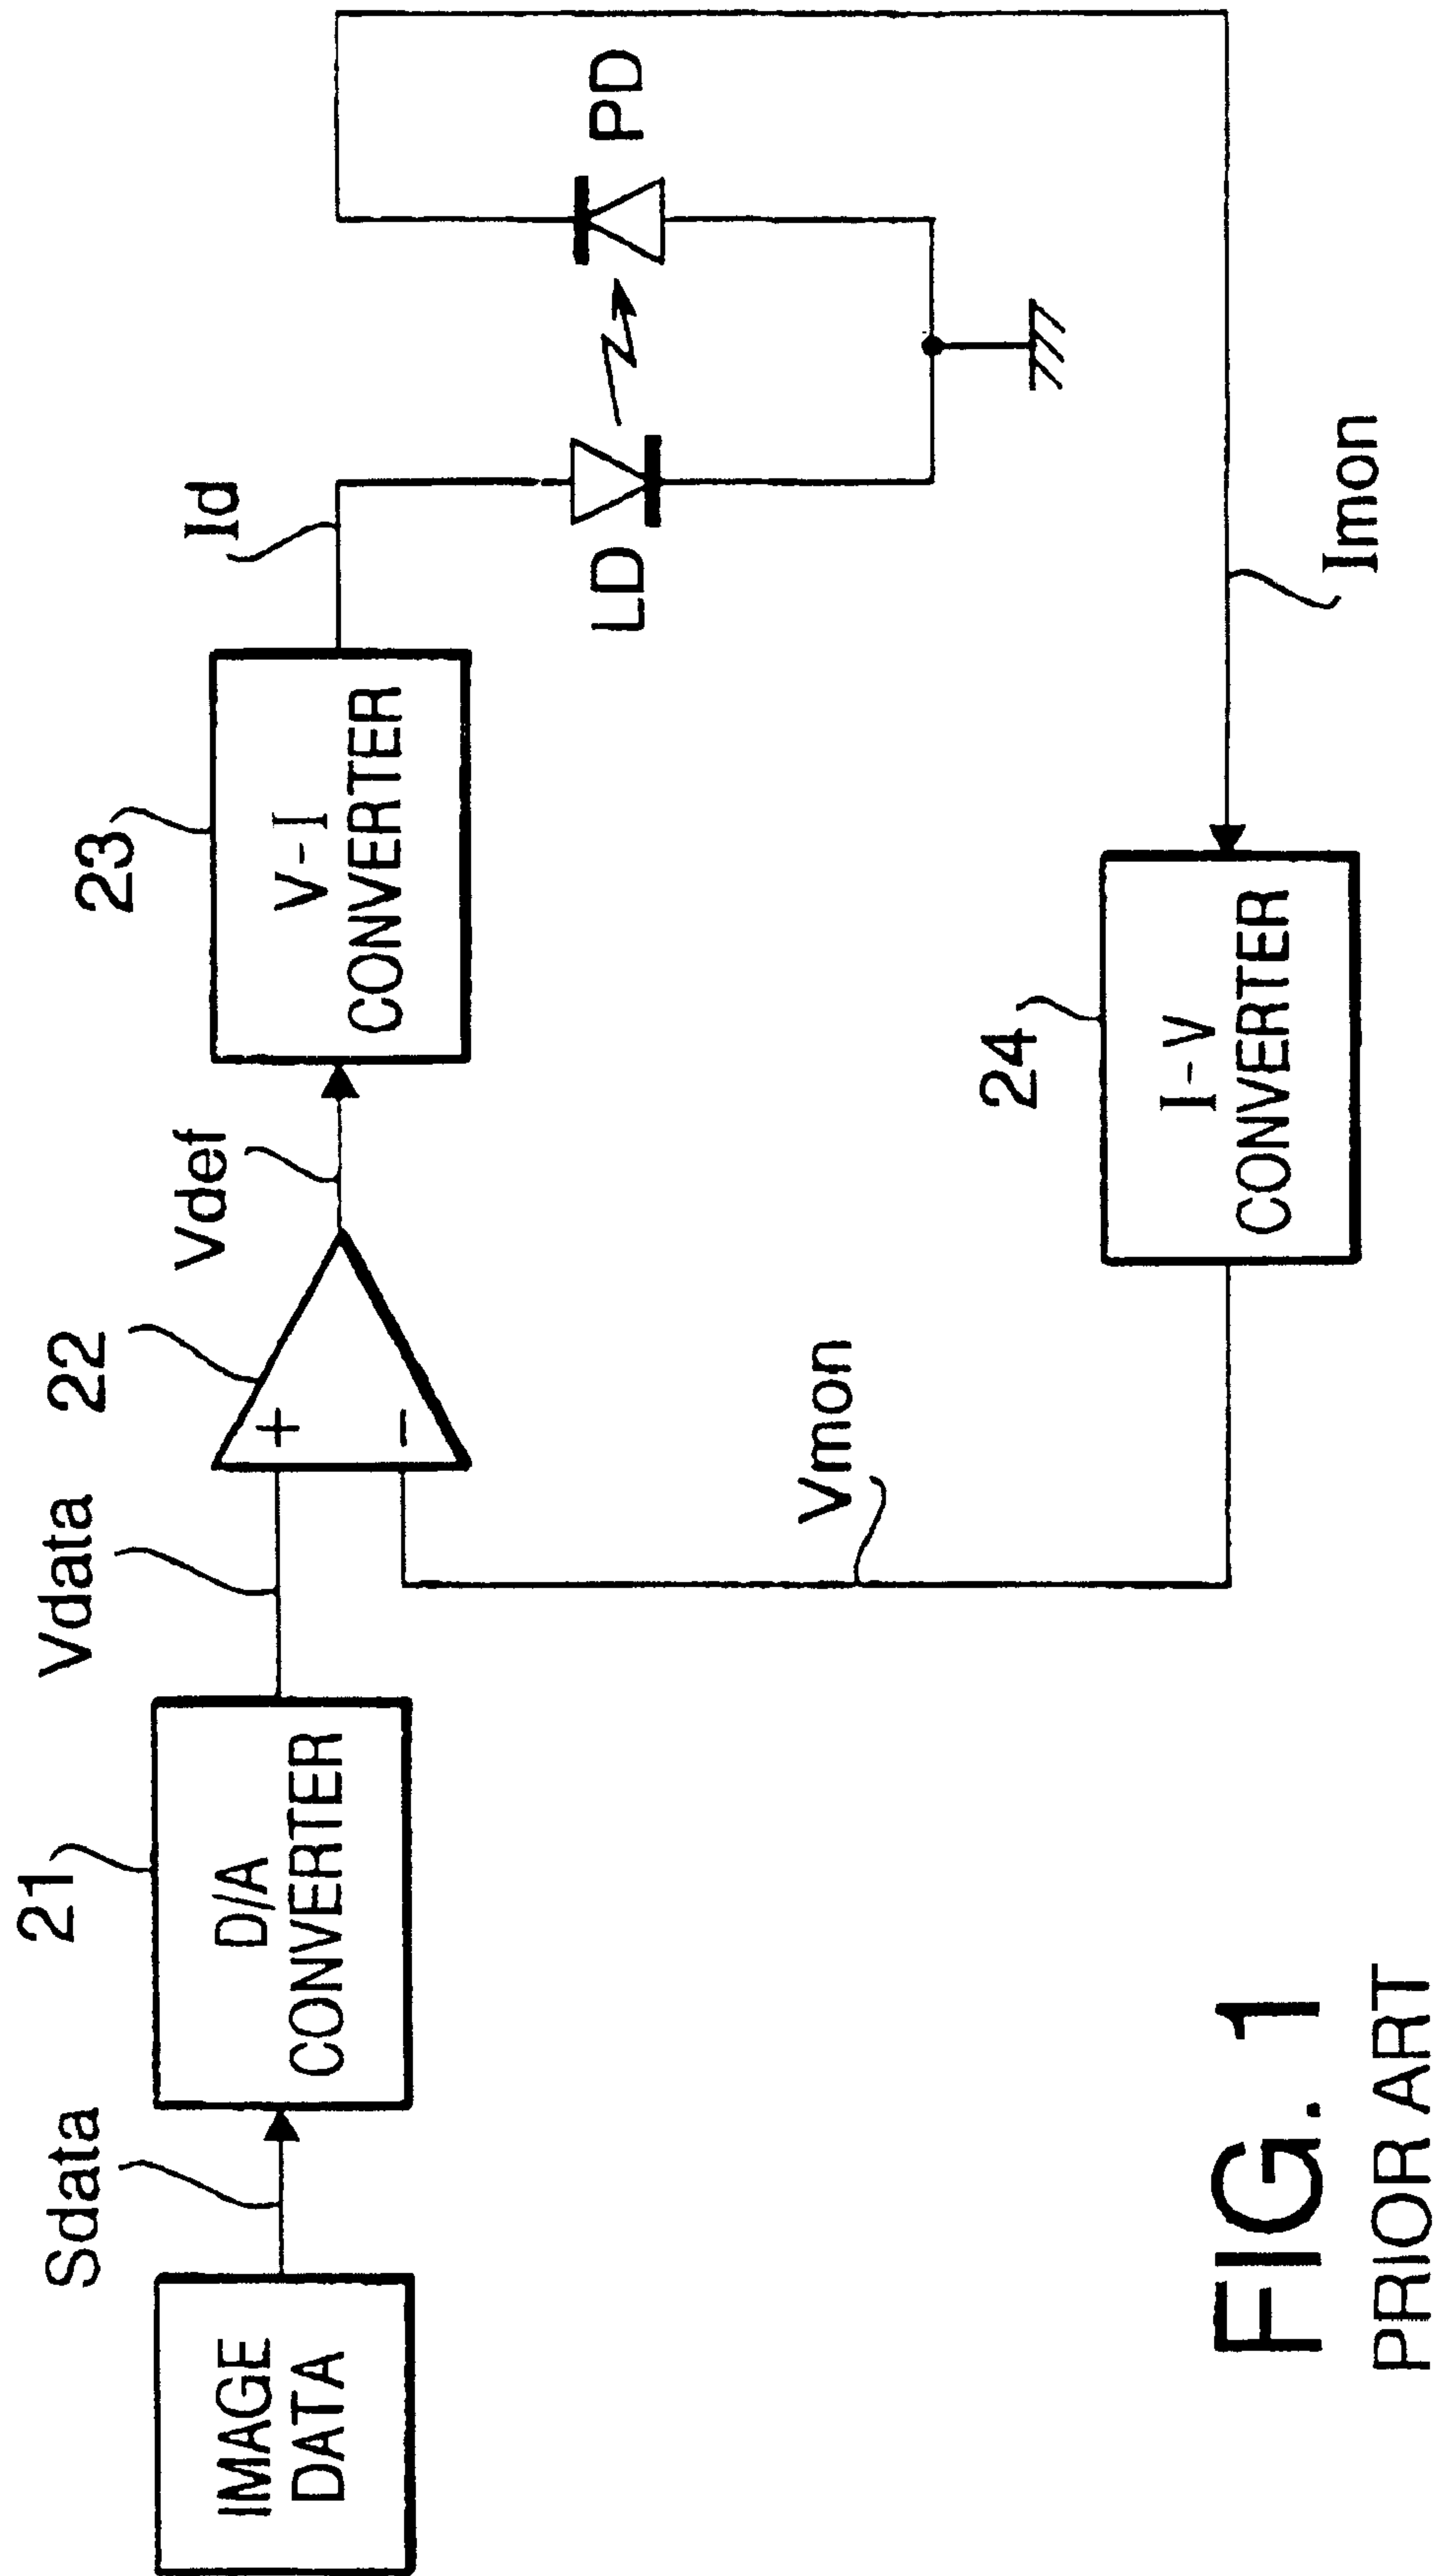 IMAGE
DATA
Sdata
21
D/A
CONVERTER
Vdata
22
+
-
Vdef
23
V-I
CONVERTER
Id
LD
PD
Vmon
24
I-V
CONVERTER
Imon
FIG. 1
PRIOR ART